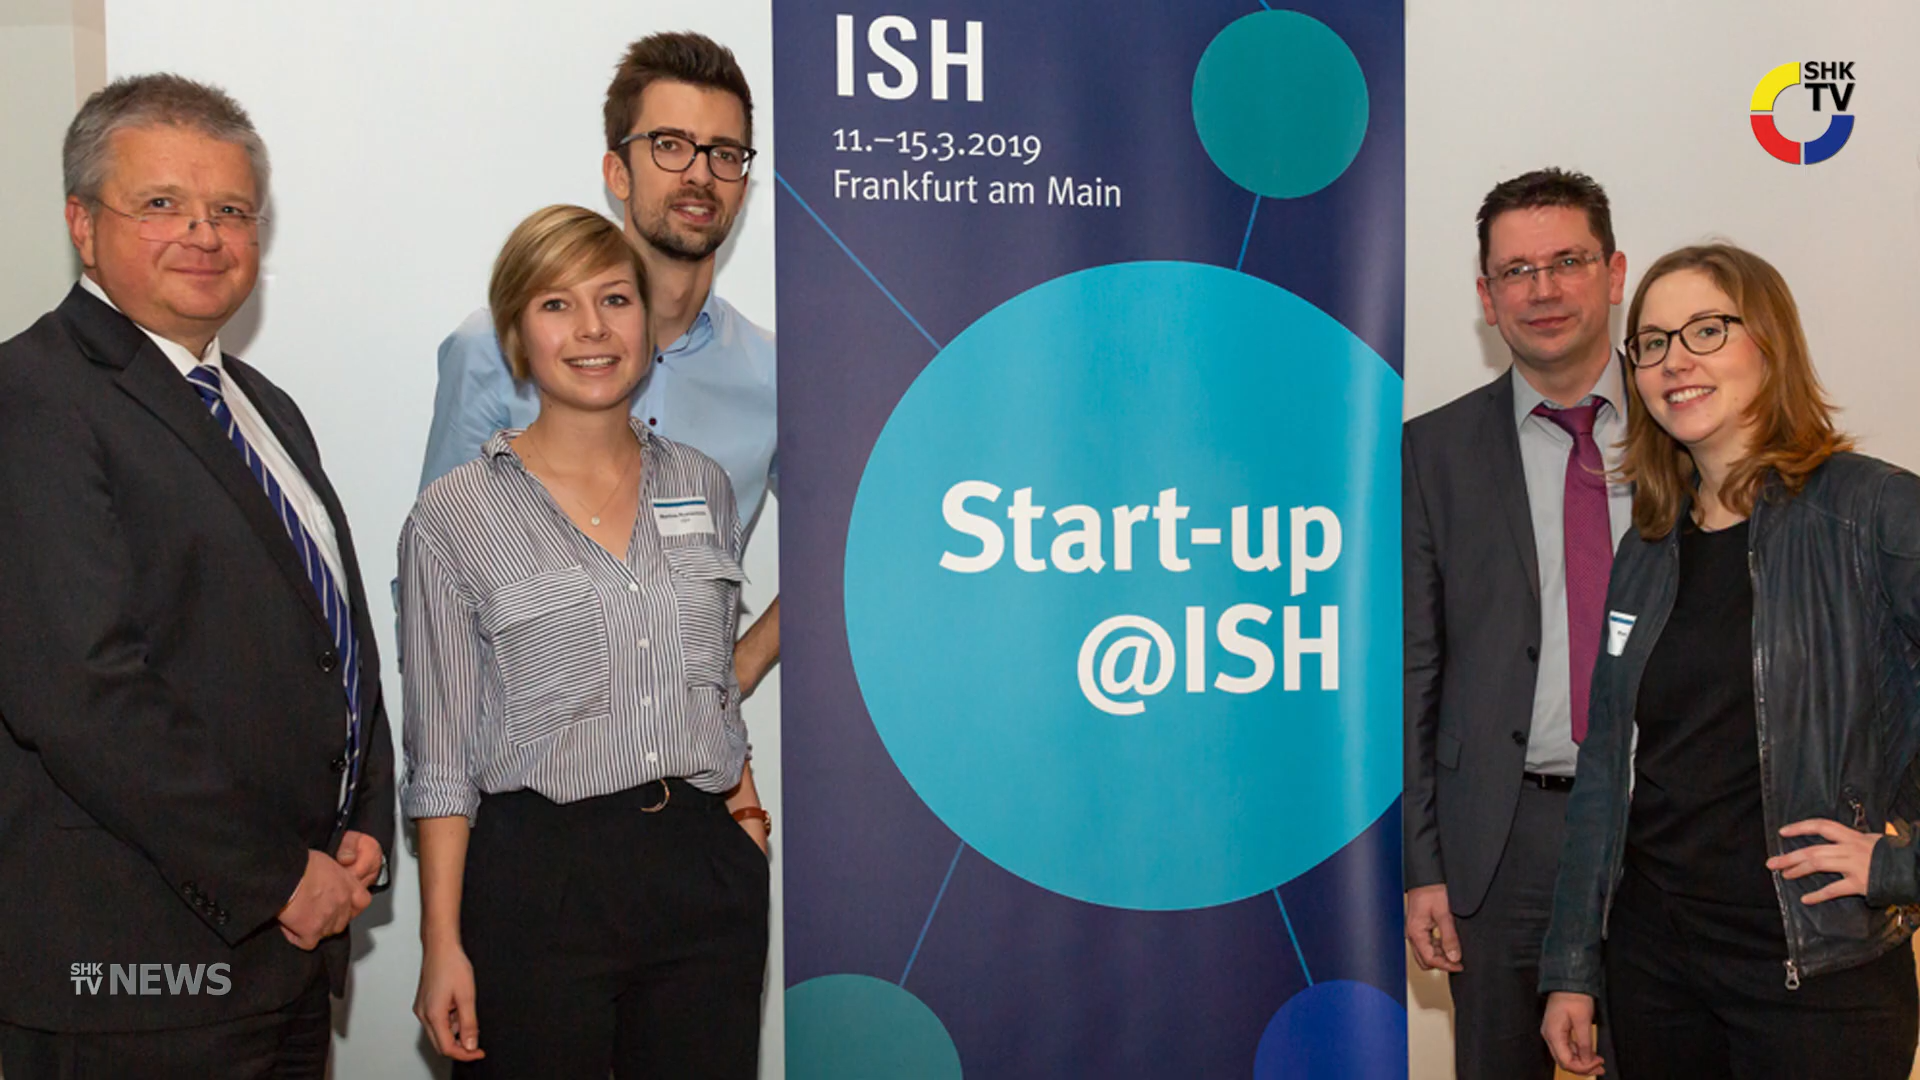 ISH
11.–15.3.2019
Frankfurt am Main
Start-up
@ISH
SHK
TV
SHK
TV NEWS